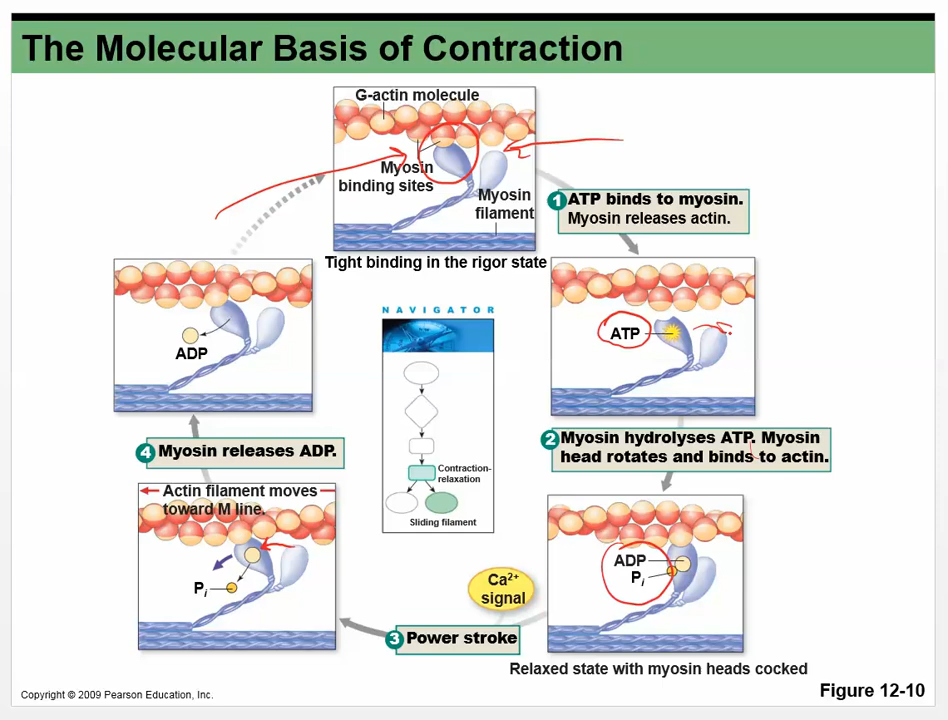 The Molecular Basis of Contraction
G-actin molecule
Myosin
binding sites
Myosin
filament
Tight binding in the rigor state
1 ATP binds to myosin.
Myosin releases actin.
ATP
2 Myosin hydrolyses ATP. Myosin
head rotates and binds to actin.
ADP
Pi
Relaxed state with myosin heads cocked
Ca2+
signal
3 Power stroke
Actin filament moves
toward M line.
Pi
4 Myosin releases ADP.
ADP
NAVIGATOR
Contraction-
relaxation
Sliding filament
Copyright © 2009 Pearson Education, Inc.
Figure 12-10